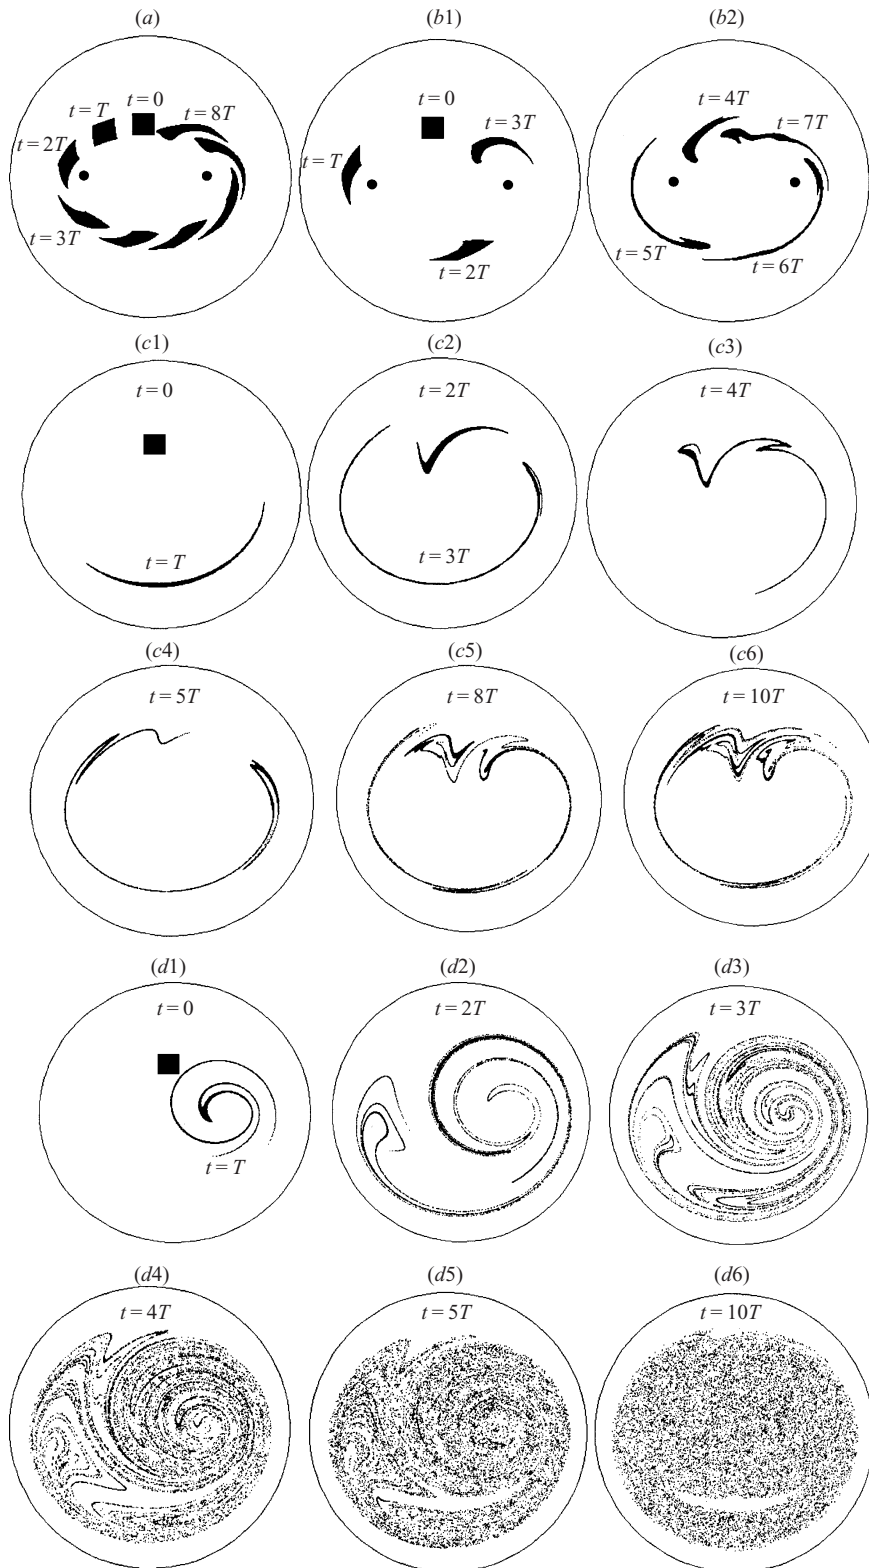 (a) (b1) (b2)
t = 0
t = T
t = 8T
t = 2T
t = 3T
t = 0
t = 3T
t = T
t = 2T
t = 4T
t = 7T
t = 5T
t = 6T
(c1) (c2) (c3)
t = 0
t = T
t = 2T
t = 3T
t = 4T
(c4) (c5) (c6)
t = 5T
t = 8T
t = 10T
(d1) (d2) (d3)
t = 0
t = T
t = 2T
t = 3T
(d4) (d5) (d6)
t = 4T
t = 5T
t = 10T